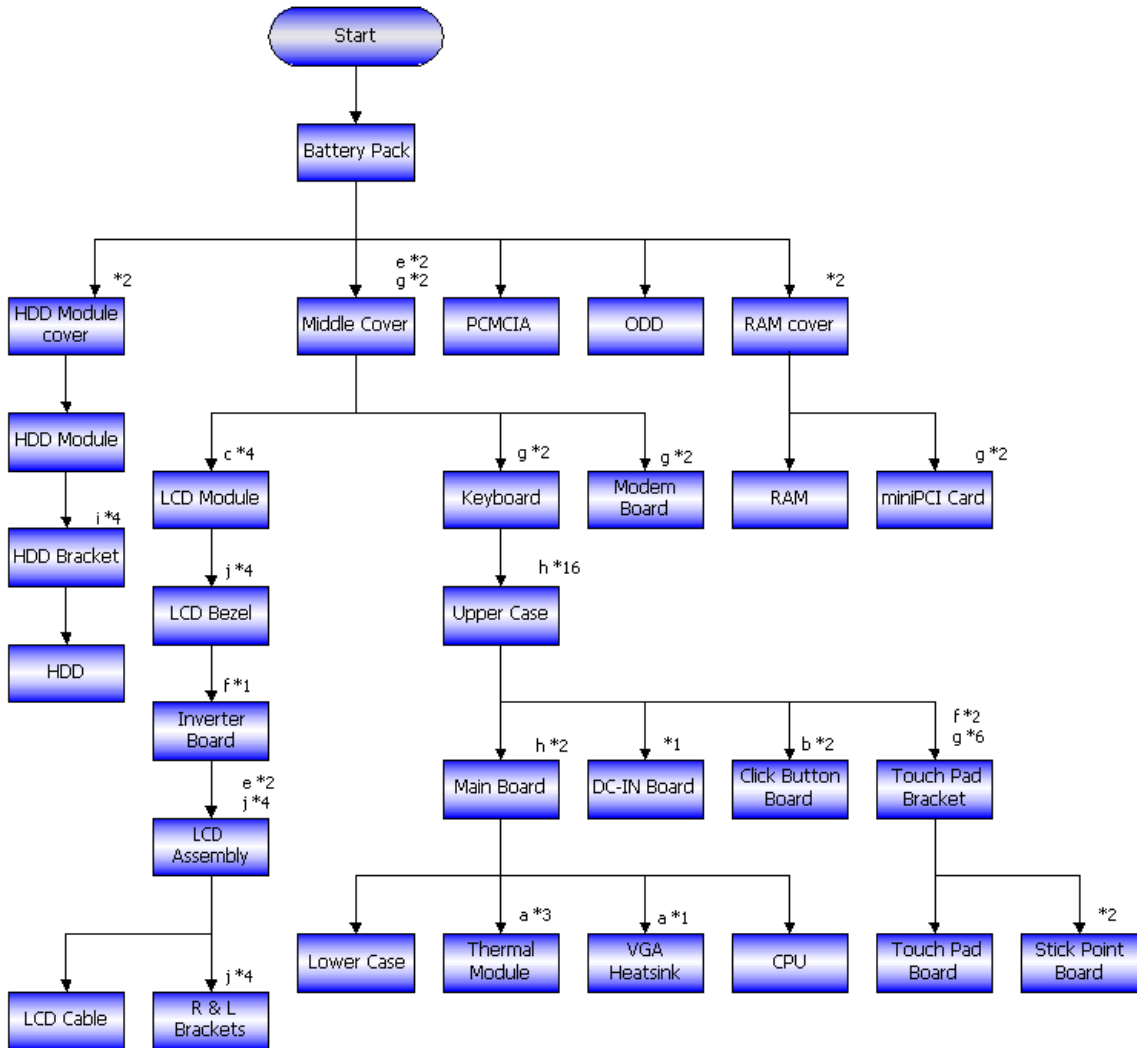 Start
Battery Pack
*2
e *2
g *2
*2
HDD Module
cover
Middle Cover
PCMCIA
ODD
RAM cover
HDD Module
c *4
g *2
g *2
g *2
LCD Module
Keyboard
Modem
Board
RAM
miniPCI Card
i *4
HDD Bracket
j *4
h *16
LCD Bezel
Upper Case
HDD
f *1
Inverter
Board
h *2
*1
b *2
f *2
g *6
Main Board
DC-IN Board
Click Button
Board
Touch Pad
Bracket
e *2
j *4
LCD
Assembly
a *3
a *1
*2
Lower Case
Thermal
Module
VGA
Heatsink
CPU
Touch Pad
Board
Stick Point
Board
j *4
LCD Cable
R & L
Brackets